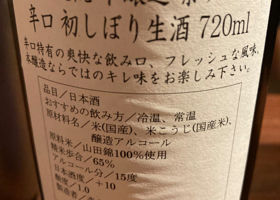 辛口 初しぼり生酒 720ml
辛口特有の爽快な飲み口、フレッシュな風味、
本醸造ならではのキレ味をお楽しみ下さい。
品目／日本酒
おすすめの飲み方／冷温、常温
原材料名／米(国産)、米こうじ(国産米)、
醸造アルコール
原料米／山田錦100%使用
精米歩合／65%
アルコール分／15度
日本酒度／+10
酸度／1.0